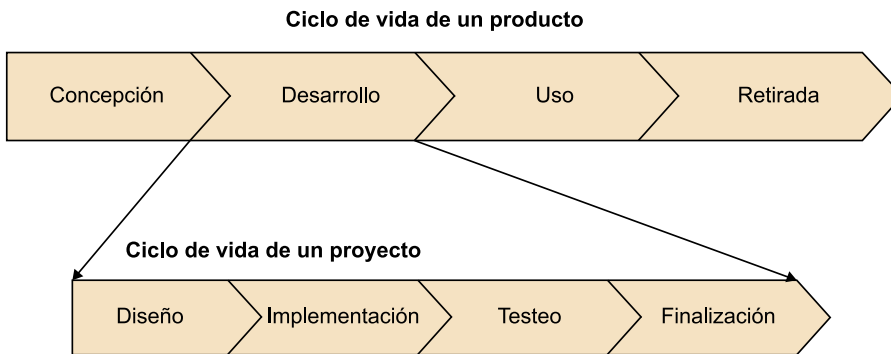 Ciclo de vida de un producto
Concepción
Desarrollo
Uso
Retirada
Ciclo de vida de un proyecto
Diseño
Implementación
Testeo
Finalización